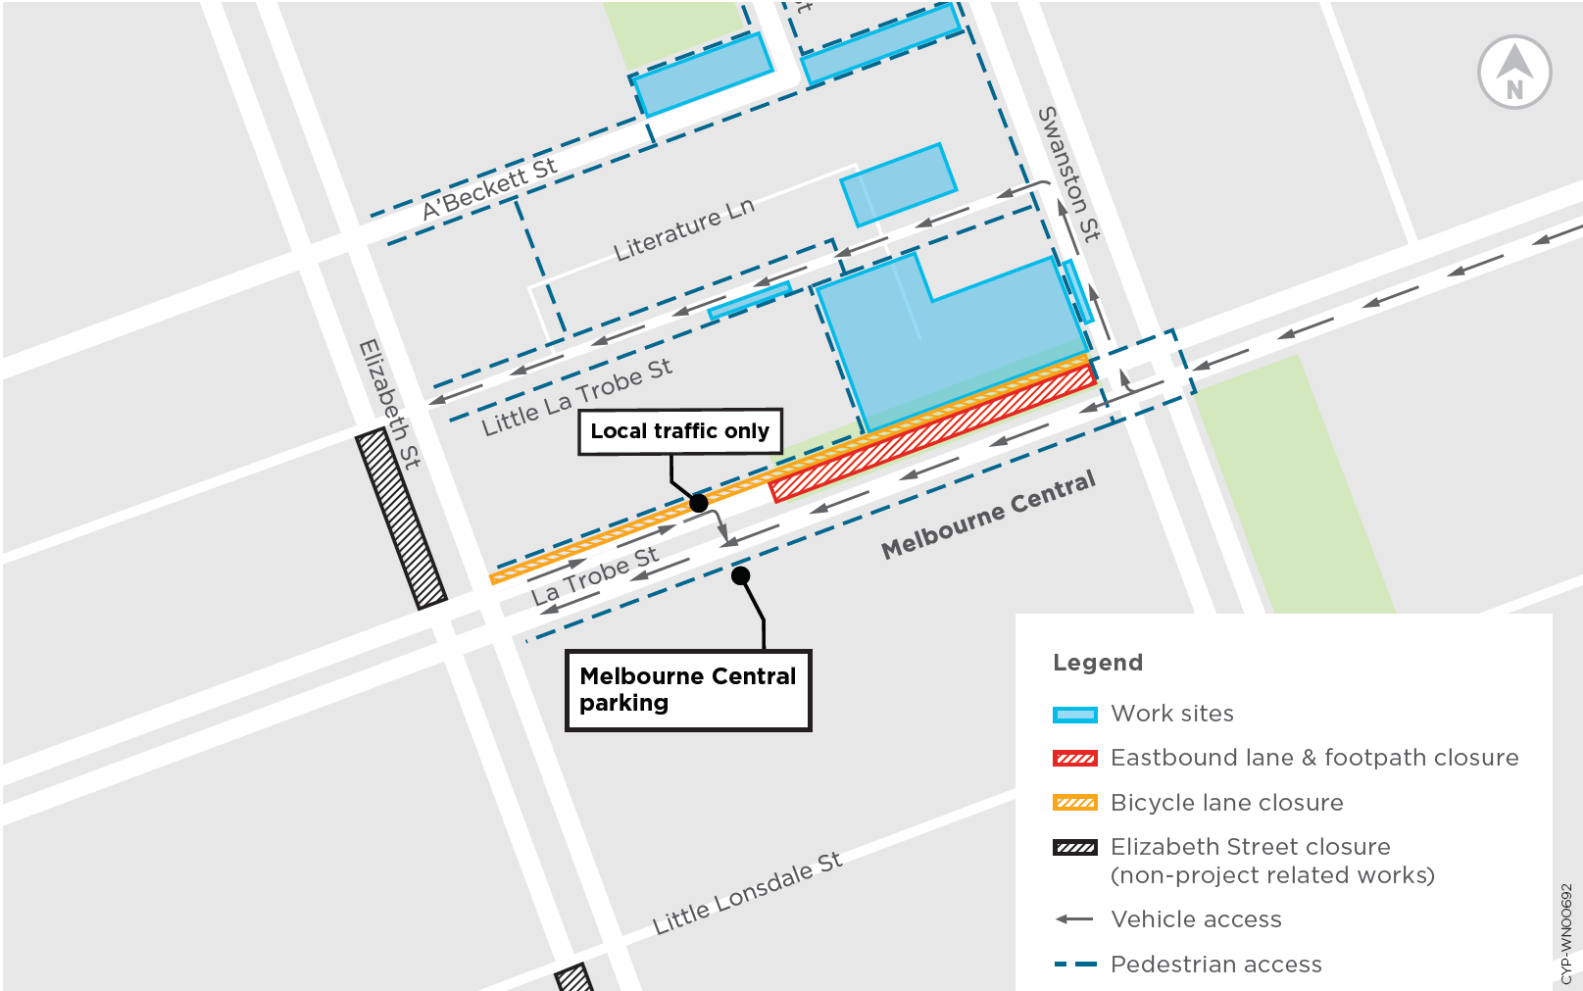 St
N
Swanston St
A'Beckett St
Literature Ln
Elizabeth St
Little La Trobe St
Local traffic only
Melbourne Central
La Trobe St
Melbourne Central
parking
Little Lonsdale St
Legend
Work sites
Eastbound lane & footpath closure
Bicycle lane closure
Elizabeth Street closure
(non-project related works)
Vehicle access
Pedestrian access
CYP-WN00692